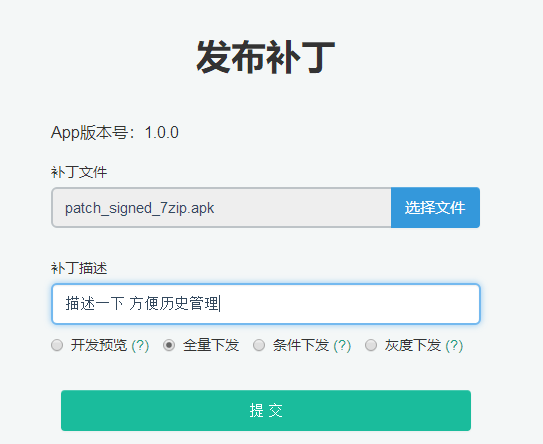 发布补丁
App版本号：1.0.0
补丁文件
patch_signed_7zip.apk 选择文件
补丁描述
描述一下 方便历史管理
开发预览 (?) 全量下发 条件下发 (?) 灰度下发 (?)
提 交